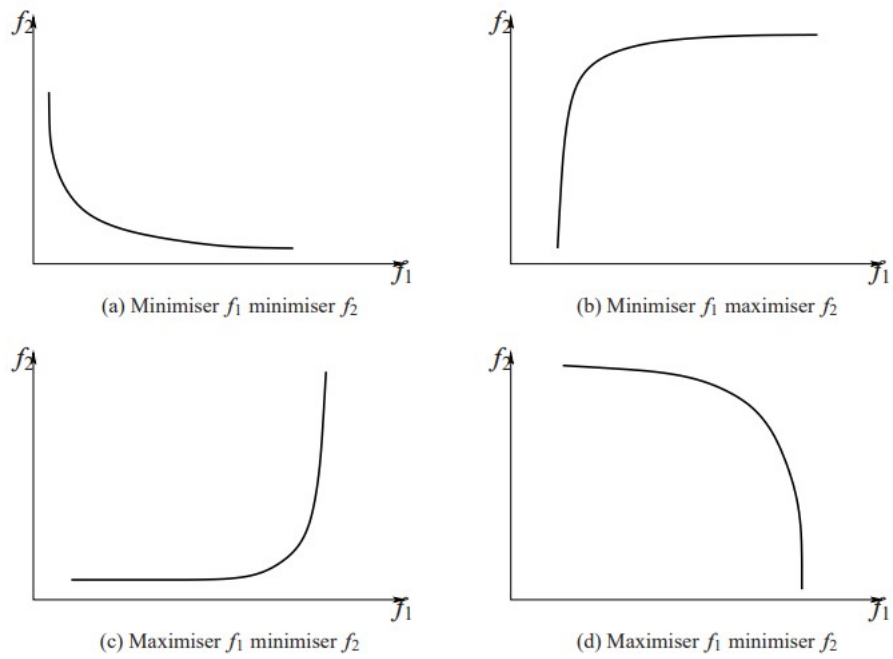 f2
f1
(a) Minimiser f1 minimiser f2
f2
f1
(b) Minimiser f1 maximiser f2
f2
f1
(c) Maximiser f1 minimiser f2
f2
f1
(d) Maximiser f1 minimiser f2